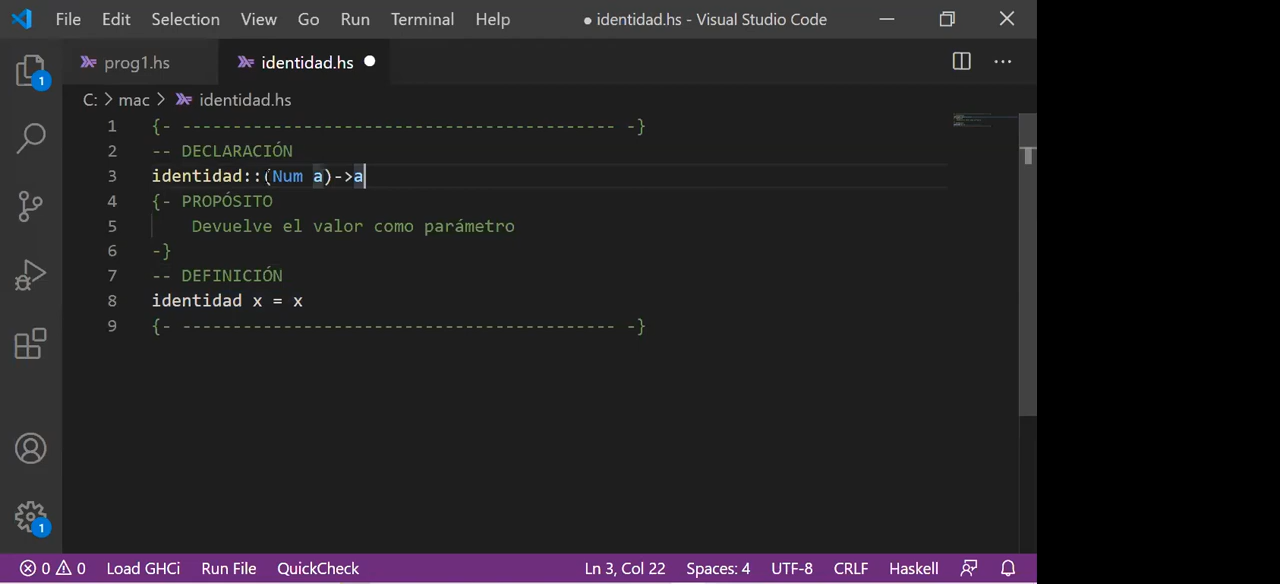 File Edit Selection View Go Run Terminal Help ● identidad.hs - Visual Studio Code
prog1.hs identidad.hs ●
C: > mac > identidad.hs
1 {- ------------------------------------------- -}
2 -- DECLARACIÓN
3 identidad::(Num a)->a
4 {- PROPÓSITO
5 Devuelve el valor como parámetro
6 -}
7 -- DEFINICIÓN
8 identidad x = x
9 {- ------------------------------------------- -}
1
1
0 0 Load GHCi Run File QuickCheck Ln 3, Col 22 Spaces: 4 UTF-8 CRLF Haskell